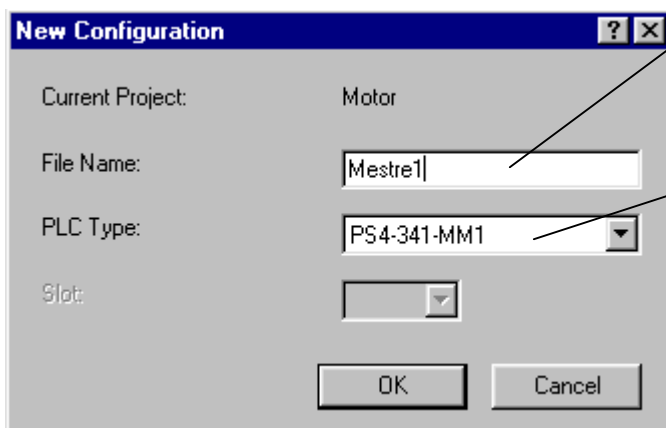 New Configuration
Current Project: Motor
File Name: Mestre1
PLC Type: PS4-341-MM1
Slot:
OK Cancel